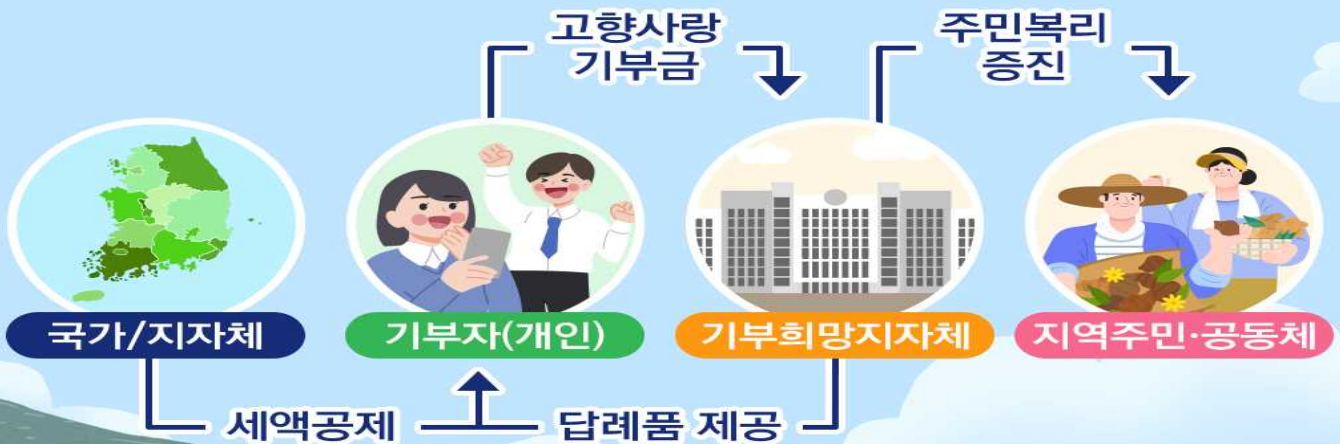 고향사랑
기부금
주민복리
증진
국가/지자체
기부자(개인)
기부희망지자체
지역주민·공동체
세액공제
답례품 제공